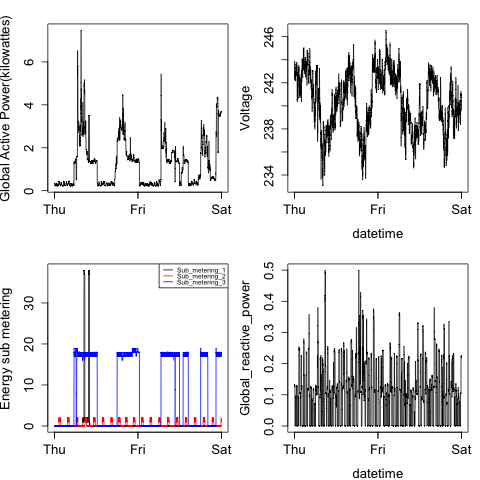 Global Active Power(kilowattes)
6
4
2
0
Thu Fri Sat
Voltage
246
242
238
234
Thu Fri Sat
datetime
Energy sub metering
30
20
10
0
Sub_metering_1
Sub_metering_2
Sub_metering_3
Thu Fri Sat
Global_reactive_power
0.5
0.4
0.3
0.2
0.1
0.0
Thu Fri Sat
datetime